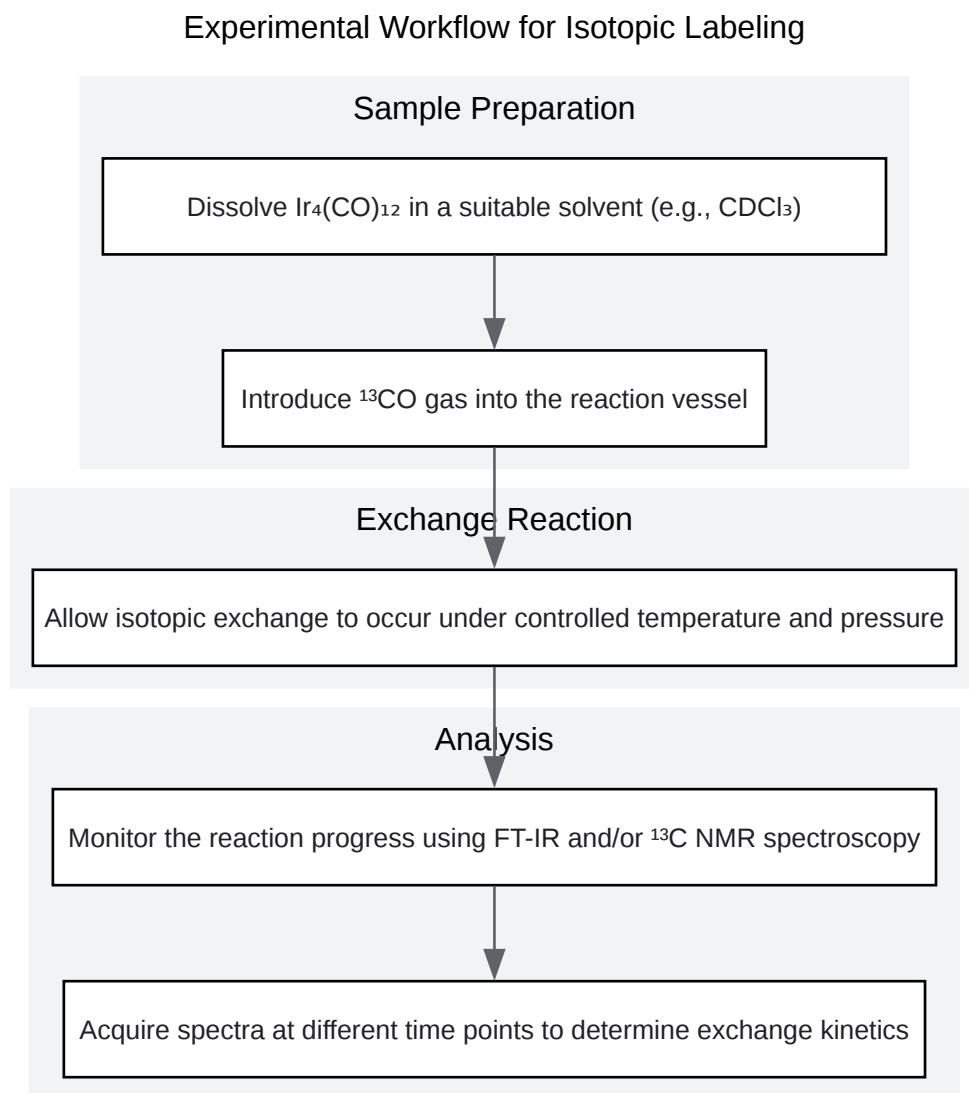 Experimental Workflow for Isotopic Labeling
Sample Preparation
Dissolve Ir₄(CO)₁₂ in a suitable solvent (e.g., CDCl₃)
Introduce ¹³CO gas into the reaction vessel
Exchange Reaction
Allow isotopic exchange to occur under controlled temperature and pressure
Analysis
Monitor the reaction progress using FT-IR and/or ¹³C NMR spectroscopy
Acquire spectra at different time points to determine exchange kinetics